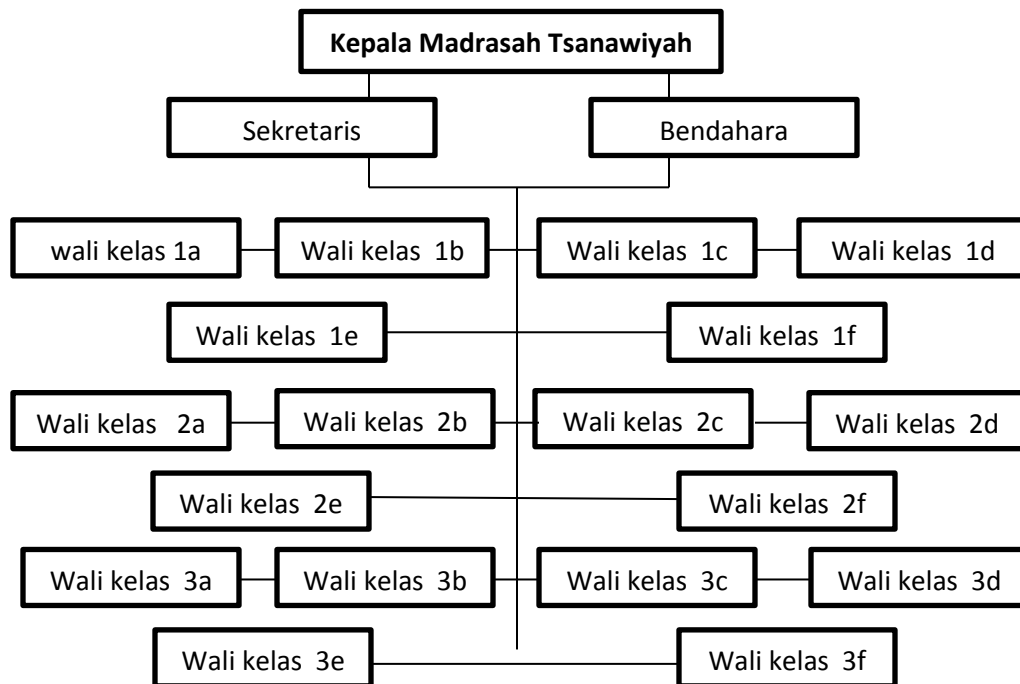 Kepala Madrasah Tsanawiyah
Sekretaris
Bendahara
wali kelas 1a
Wali kelas 1b
Wali kelas 1c
Wali kelas 1d
Wali kelas 1e
Wali kelas 1f
Wali kelas 2a
Wali kelas 2b
Wali kelas 2c
Wali kelas 2d
Wali kelas 2e
Wali kelas 2f
Wali kelas 3a
Wali kelas 3b
Wali kelas 3c
Wali kelas 3d
Wali kelas 3e
Wali kelas 3f